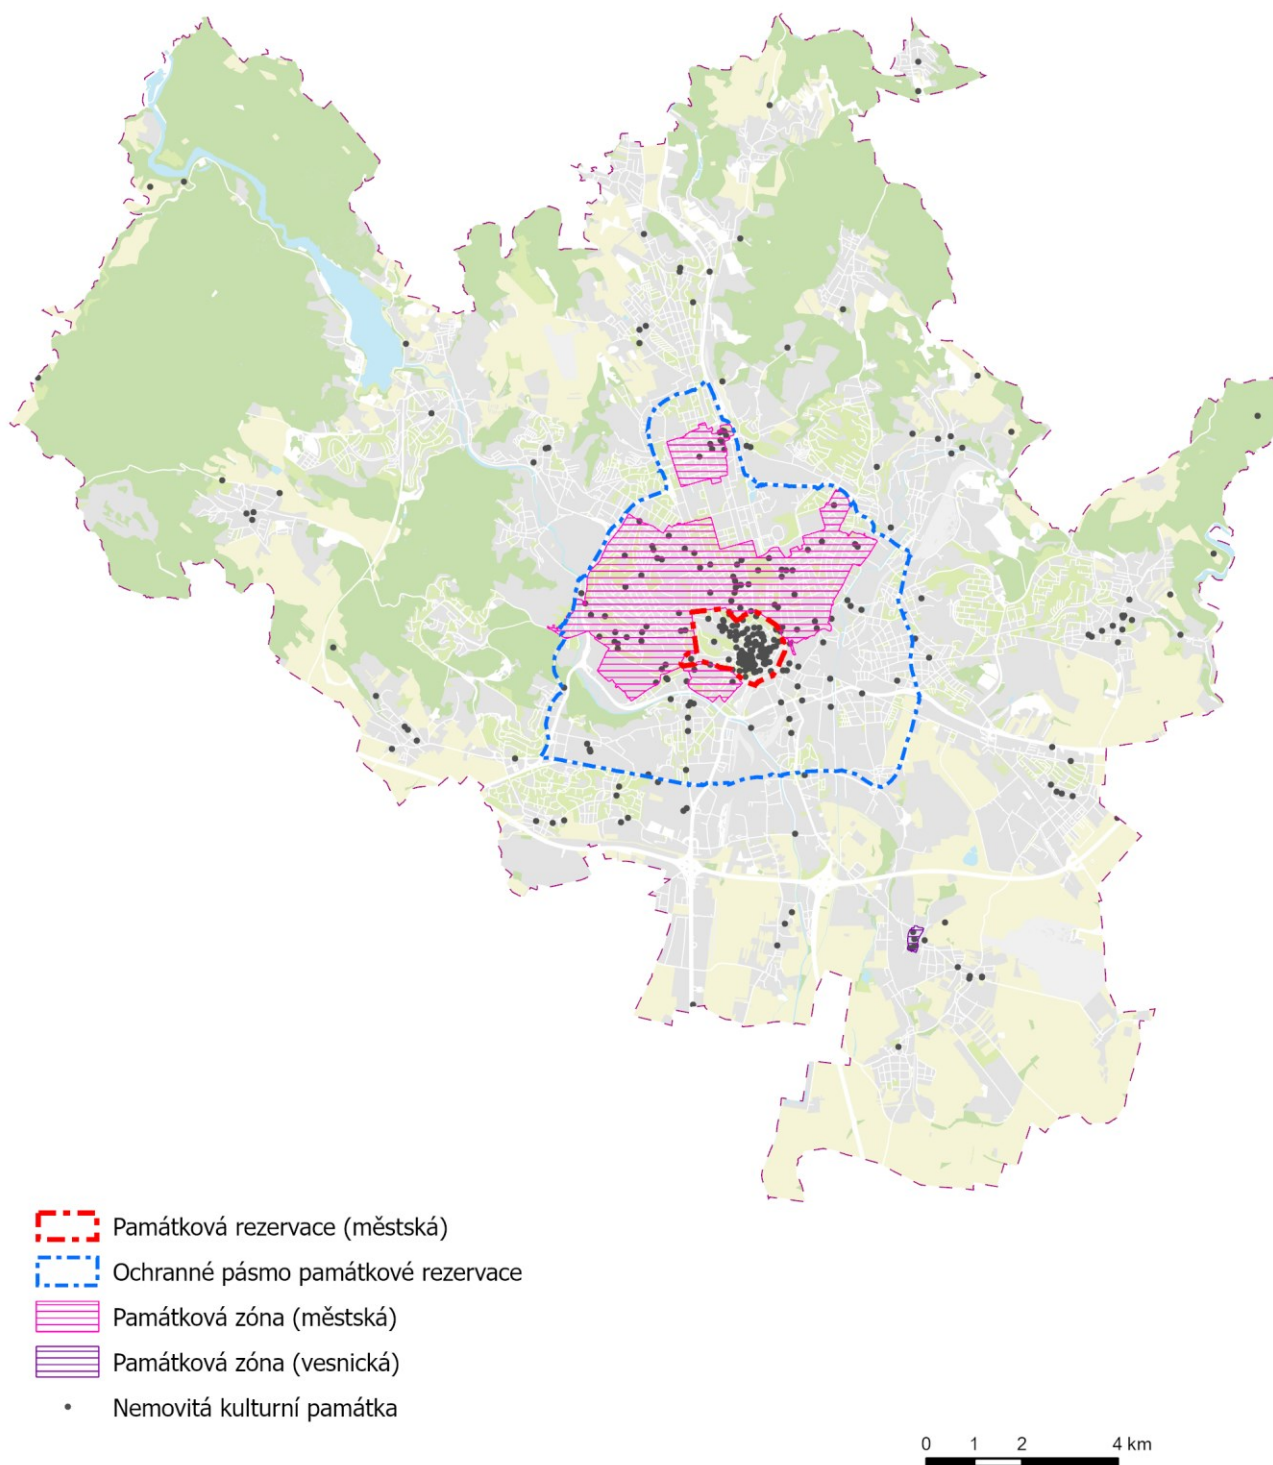 Památková rezervace (městská)
Ochranné pásmo památkové rezervace
Památková zóna (městská)
Památková zóna (vesnická)
Nemovitá kulturní památka
0 1 2 4 km